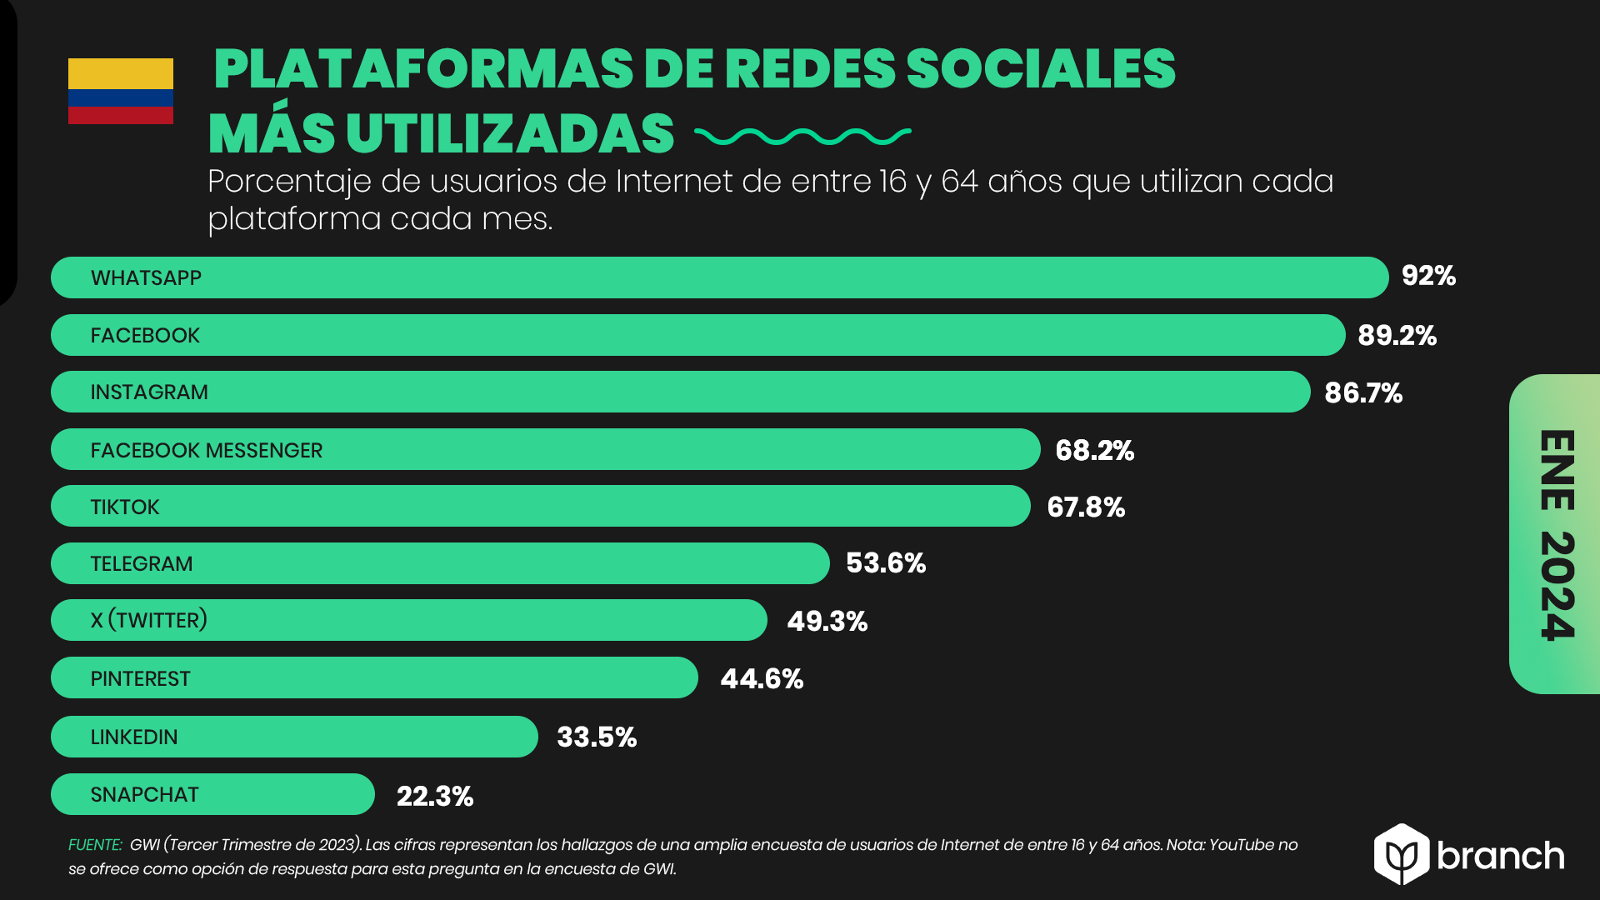 PLATAFORMAS DE REDES SOCIALES
MÁS UTILIZADAS
Porcentaje de usuarios de Internet de entre 16 y 64 años que utilizan cada
plataforma cada mes.
WHATSAPP 92%
FACEBOOK 89.2%
INSTAGRAM 86.7%
FACEBOOK MESSENGER 68.2%
TIKTOK 67.8%
TELEGRAM 53.6%
X (TWITTER) 49.3%
PINTEREST 44.6%
LINKEDIN 33.5%
SNAPCHAT 22.3%
ENE 2024
FUENTE: GWI (Tercer Trimestre de 2023). Las cifras representan los hallazgos de una amplia encuesta de usuarios de Internet de entre 16 y 64 años. Nota: YouTube no
se ofrece como opción de respuesta para esta pregunta en la encuesta de GWI.
branch